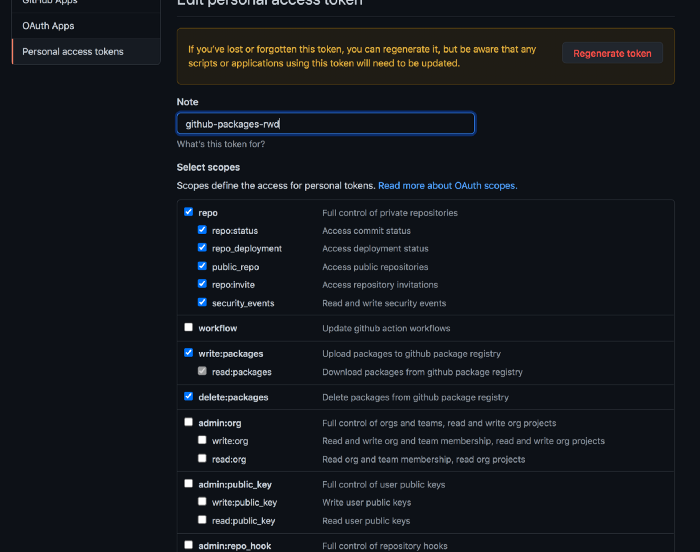 GitHub Apps
Edit personal access token
OAuth Apps
Personal access tokens
If you've lost or forgotten this token, you can regenerate it, but be aware that any
scripts or applications using this token will need to be updated.
Regenerate token
Note
github-packages-rwd
What's this token for?
Select scopes
Scopes define the access for personal tokens. Read more about OAuth scopes.
repo Full control of private repositories
repo:status Access commit status
repo_deployment Access deployment status
public_repo Access public repositories
repo:invite Access repository invitations
security_events Read and write security events
workflow Update github action workflows
write:packages Upload packages to github package registry
read:packages Download packages from github package registry
delete:packages Delete packages from github package registry
admin:org Full control of orgs and teams, read and write org projects
write:org Read and write org and team membership, read and write org projects
read:org Read org and team membership, read org projects
admin:public_key Full control of user public keys
write:public_key Write user public keys
read:public_key Read user public keys
admin:repo_hook Full control of repository hooks